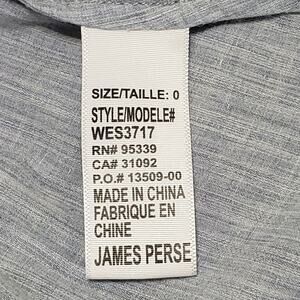 SIZE/TAILLE: 0
STYLE/MODELE#
WES3717
RN# 95339
CA# 31092
P.O.# 13509-00
MADE IN CHINA
FABRIQUE EN
CHINE
JAMES PERSE